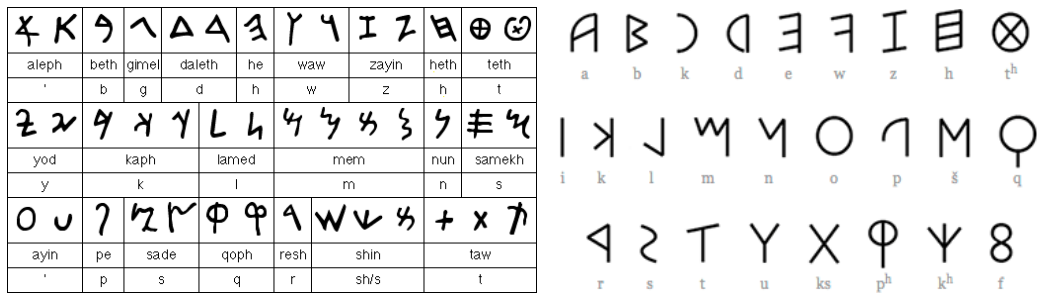 𐤀 𐤀 𐤁 𐤂 𐤃 𐤃 𐤄 𐤅 𐤅 𐤆 𐤆 𐤇 𐤈 𐤈
aleph beth gimel daleth he waw zayin heth teth
' b g d h w z h t
𐤉 𐤉 𐤊 𐤊 𐤊 𐤋 𐤋 𐤌 𐤌 𐤌 𐤌 𐤍 𐤎 𐤎
yod kaph lamed mem nun samekh
y k l m n s
𐤏 𐤏 𐤐 𐤑 𐤑 𐤒 𐤒 𐤓 𐤔 𐤔 𐤔 𐤕 𐤕 𐤕
ayin pe sade qoph resh shin taw
' p s q r sh/s t
𐌀 𐌁 𐌂 𐌃 𐌄 𐌅 𐌆 𐌇 𐌈
a b k d e w z h tʰ
𐌉 𐌊 𐌋 𐌌 𐌍 𐌏 𐌐 𐌑 𐌒
i k l m n o p š q
𐌓 𐌔 𐌕 𐌖 𐌗 𐌘 𐌙 𐌚
r s t u ks pʰ kʰ f